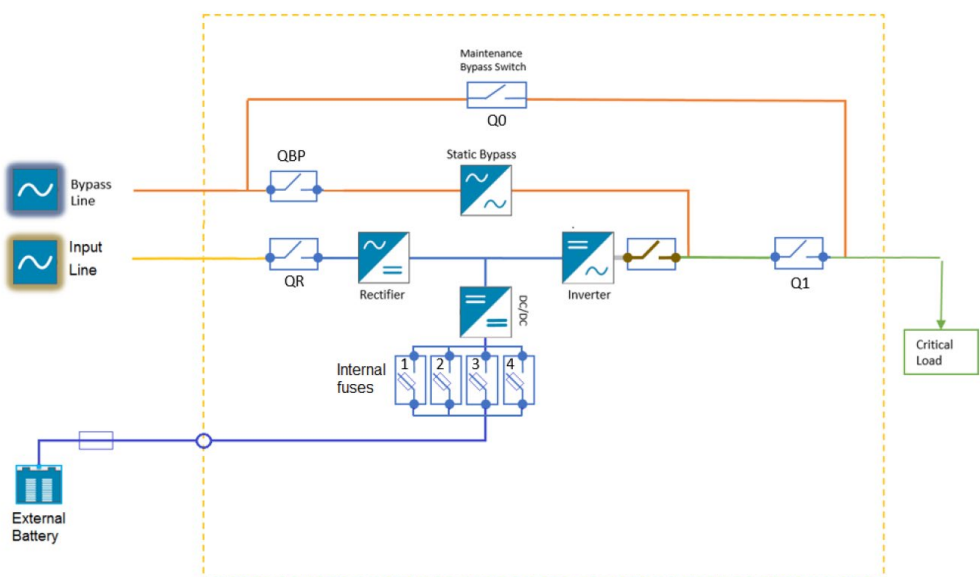 Maintenance
Bypass Switch
Q0
QBP
Static Bypass
Bypass
Line
Input
Line
QR
Rectifier
Inverter
Q1
DC/DC
Critical
Load
Internal
fuses
1
2
3
4
External
Battery